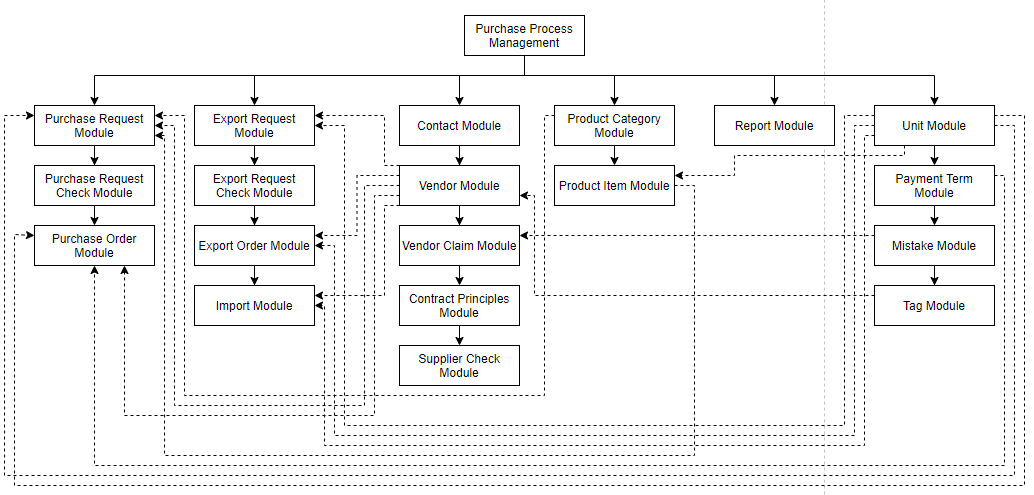 Purchase Process
Management
Purchase Request
Module
Export Request
Module
Contact Module
Product Category
Module
Report Module
Unit Module
Purchase Request
Check Module
Export Request
Check Module
Vendor Module
Product Item Module
Payment Term
Module
Purchase Order
Module
Export Order Module
Vendor Claim Module
Mistake Module
Import Module
Contract Principles
Module
Tag Module
Supplier Check
Module